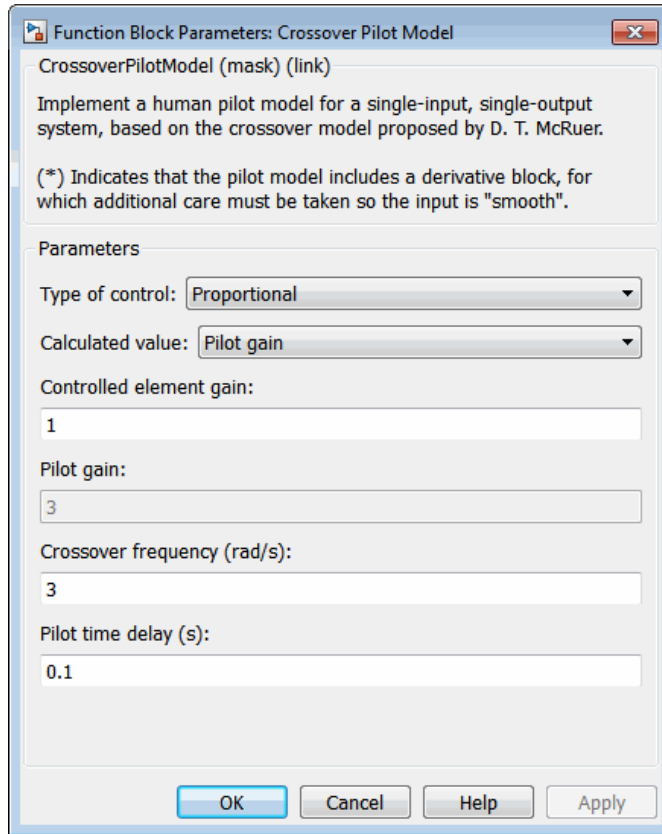 Function Block Parameters: Crossover Pilot Model
CrossoverPilotModel (mask) (link)
Implement a human pilot model for a single-input, single-output
system, based on the crossover model proposed by D. T. McRuer.
(*) Indicates that the pilot model includes a derivative block, for
which additional care must be taken so the input is "smooth".
Parameters
Type of control: Proportional
Calculated value: Pilot gain
Controlled element gain:
1
Pilot gain:
3
Crossover frequency (rad/s):
3
Pilot time delay (s):
0.1
OK Cancel Help Apply